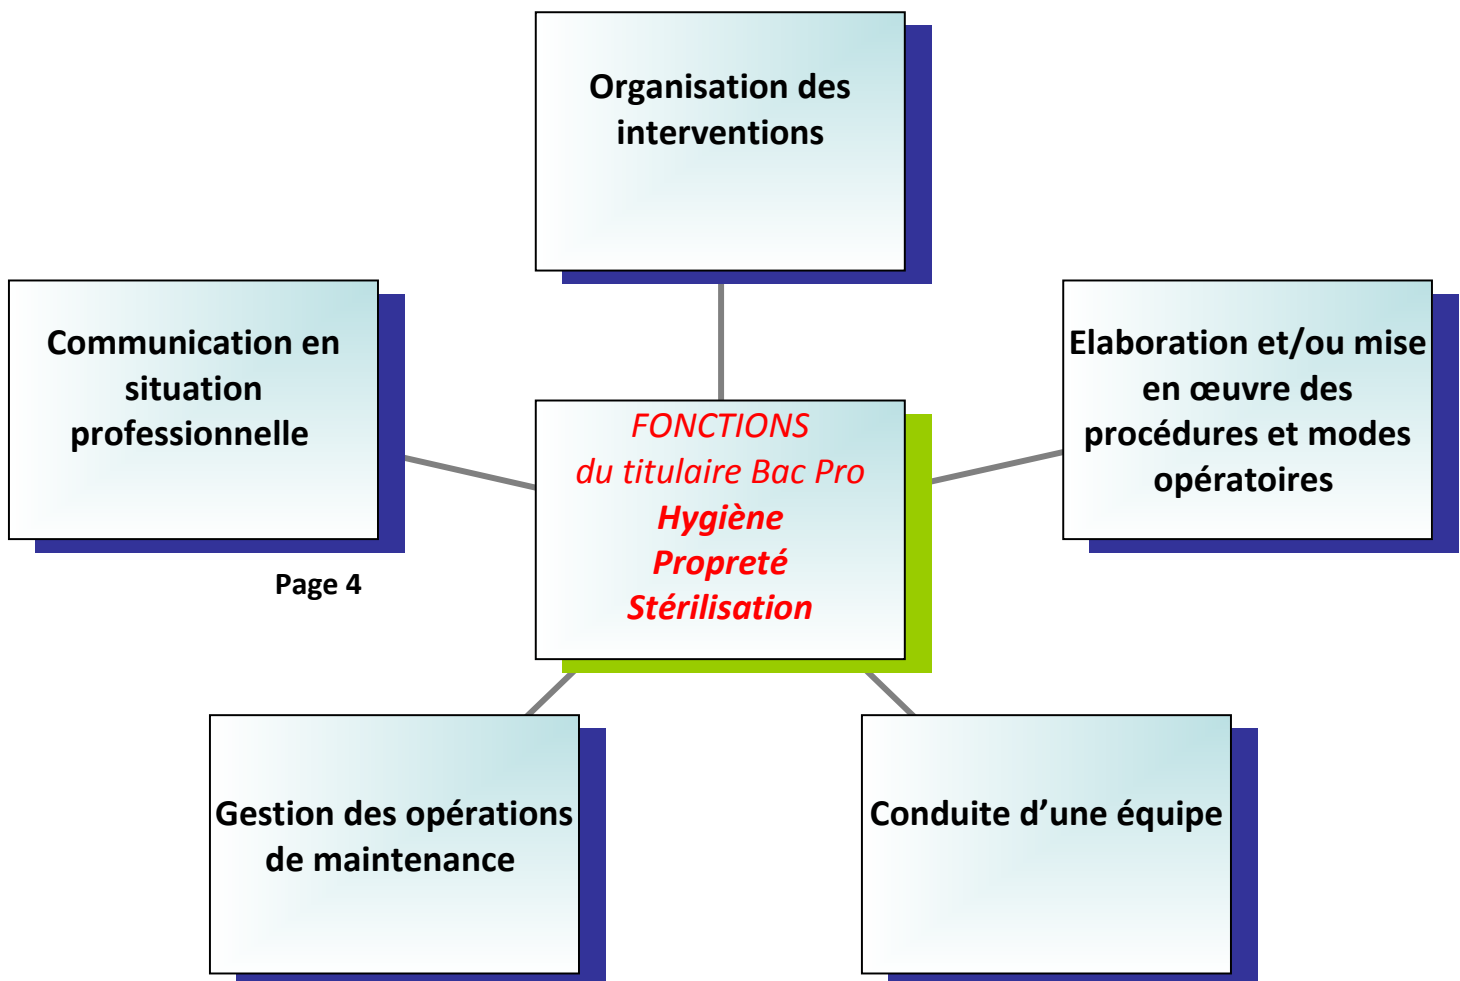 Organisation des
interventions
Communication en
situation
professionnelle
Elaboration et/ou mise
en œuvre des
procédures et modes
opératoires
FONCTIONS
du titulaire Bac Pro
Hygiène
Propreté
Stérilisation
Page 4
Gestion des opérations
de maintenance
Conduite d’une équipe